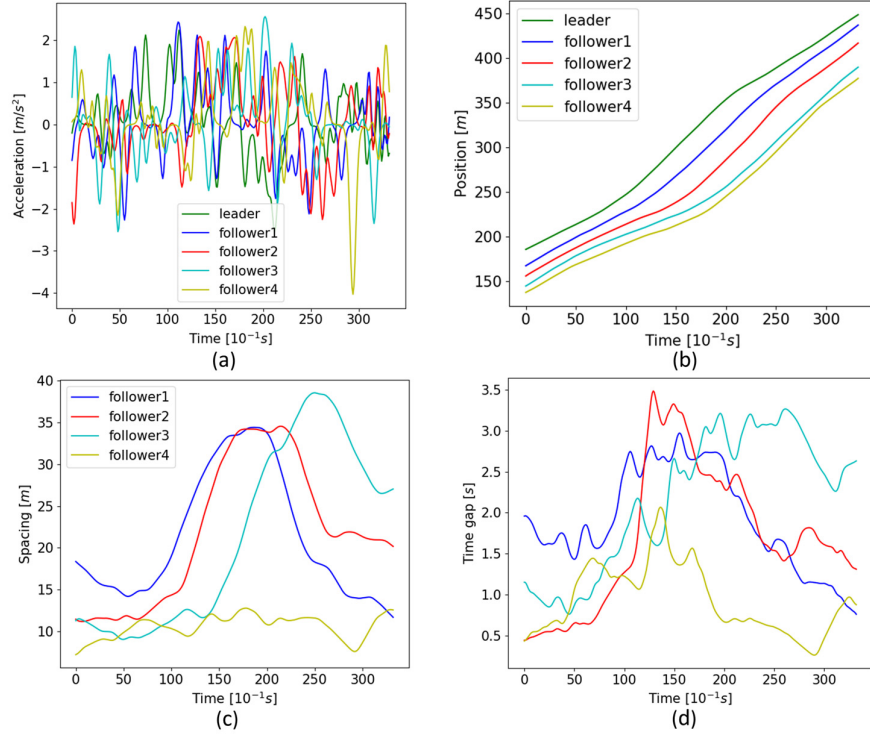 2
1
0
−1
−2
−3
−4
Acceleration [m/s²]
leader
follower1
follower2
follower3
follower4
0 50 100 150 200 250 300
Time [10⁻¹s]
(a)
450
400
350
300
250
200
150
Position [m]
leader
follower1
follower2
follower3
follower4
0 50 100 150 200 250 300
Time [10⁻¹s]
(b)
40
35
30
25
20
15
10
Spacing [m]
follower1
follower2
follower3
follower4
0 50 100 150 200 250 300
Time [10⁻¹s]
(c)
3.5
3.0
2.5
2.0
1.5
1.0
0.5
Time gap [s]
0 50 100 150 200 250 300
Time [10⁻¹s]
(d)